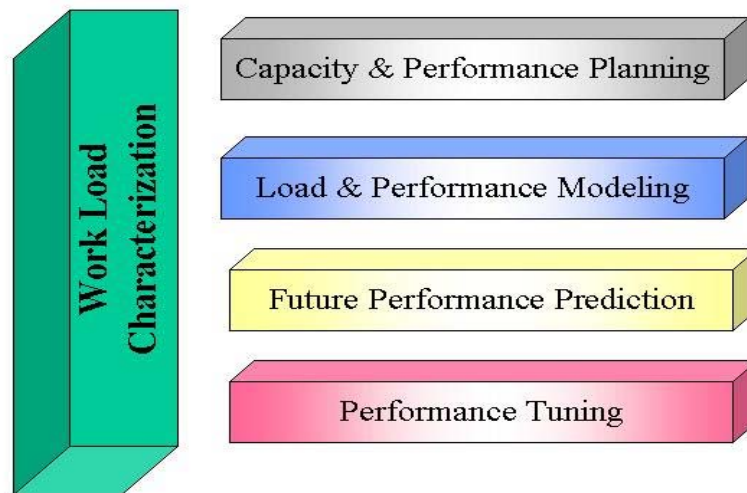 Work Load
Characterization
Capacity & Performance Planning
Load & Performance Modeling
Future Performance Prediction
Performance Tuning